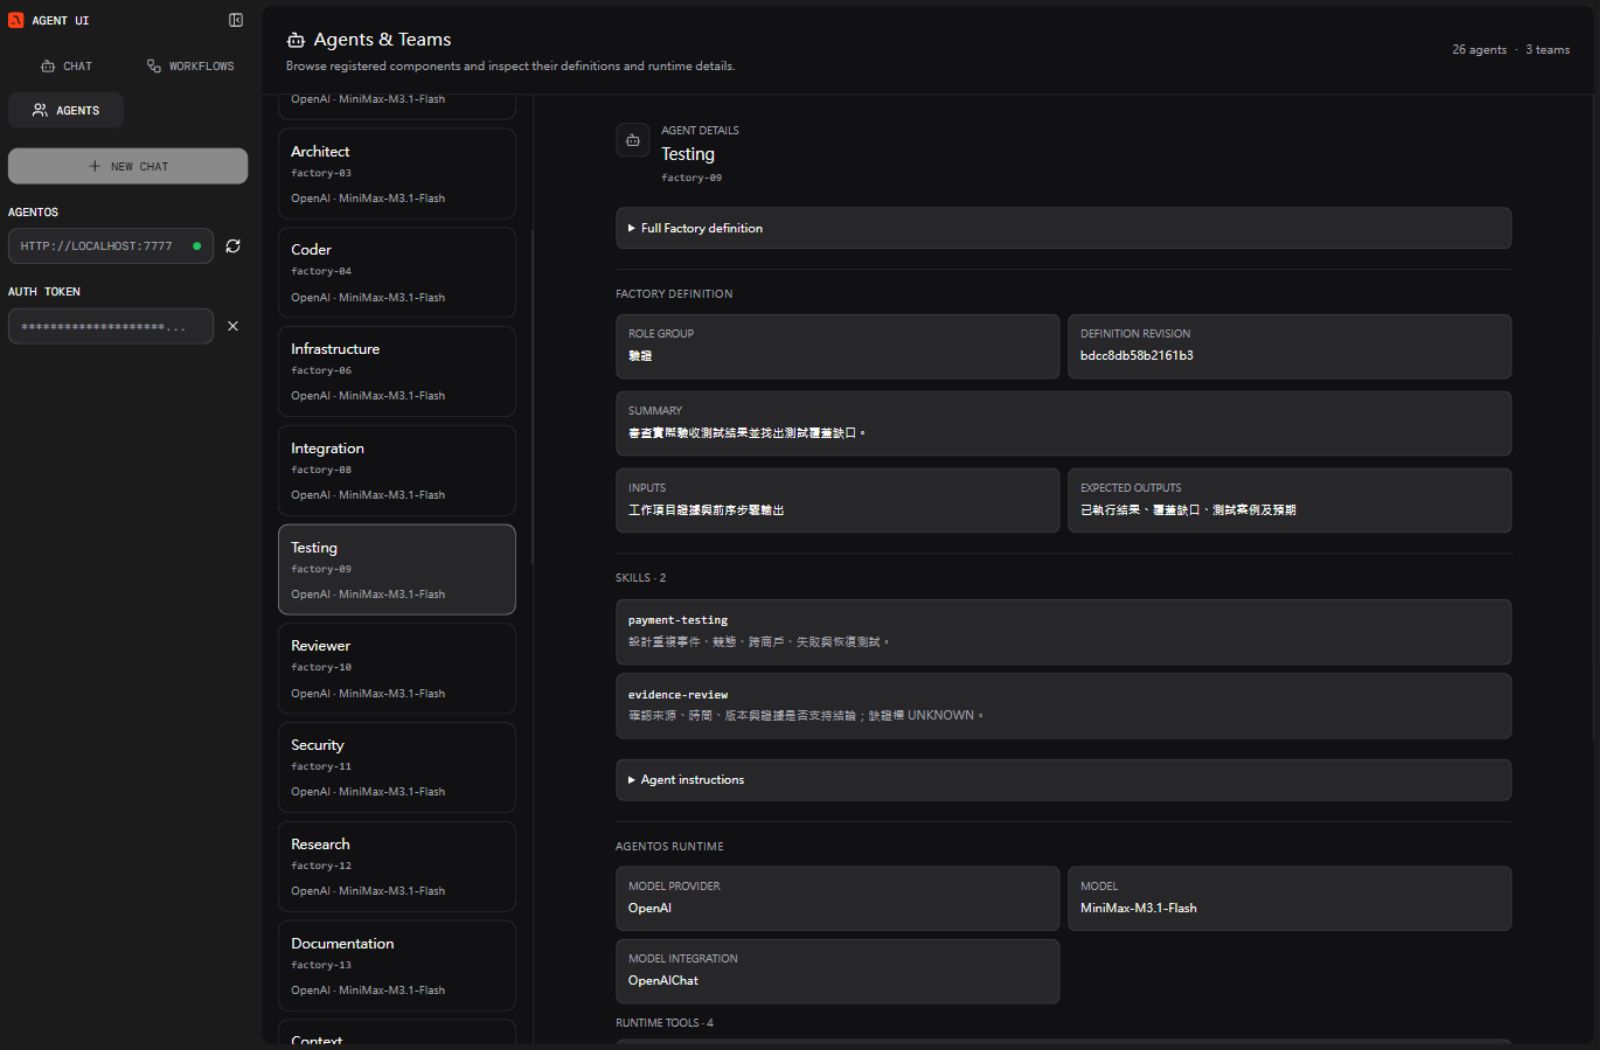 AGENT UI
CHAT
WORKFLOWS
AGENTS
NEW CHAT
AGENTOS
HTTP://LOCALHOST:7777
AUTH TOKEN
********************...
Agents & Teams
Browse registered components and inspect their definitions and runtime details.
26 agents · 3 teams
OpenAI · MiniMax-M3.1-Flash
Architect
factory-03
OpenAI · MiniMax-M3.1-Flash
Coder
factory-04
OpenAI · MiniMax-M3.1-Flash
Infrastructure
factory-06
OpenAI · MiniMax-M3.1-Flash
Integration
factory-08
OpenAI · MiniMax-M3.1-Flash
Testing
factory-09
OpenAI · MiniMax-M3.1-Flash
Reviewer
factory-10
OpenAI · MiniMax-M3.1-Flash
Security
factory-11
OpenAI · MiniMax-M3.1-Flash
Research
factory-12
OpenAI · MiniMax-M3.1-Flash
Documentation
factory-13
OpenAI · MiniMax-M3.1-Flash
Context
AGENT DETAILS
Testing
factory-09
Full Factory definition
FACTORY DEFINITION
ROLE GROUP
驗證
DEFINITION REVISION
bdcc8db58b2161b3
SUMMARY
審查實際驗收測試結果並找出測試覆蓋缺口。
INPUTS
工作項目證據與前序步驟輸出
EXPECTED OUTPUTS
已執行結果、覆蓋缺口、測試案例及預期
SKILLS · 2
payment-testing
設計重複事件、競態、跨商戶、失敗與恢復測試。
evidence-review
確認來源、時間、版本與證據是否支持結論；缺證標 UNKNOWN。
Agent instructions
AGENTOS RUNTIME
MODEL PROVIDER
OpenAI
MODEL
MiniMax-M3.1-Flash
MODEL INTEGRATION
OpenAIChat
RUNTIME TOOLS · 4